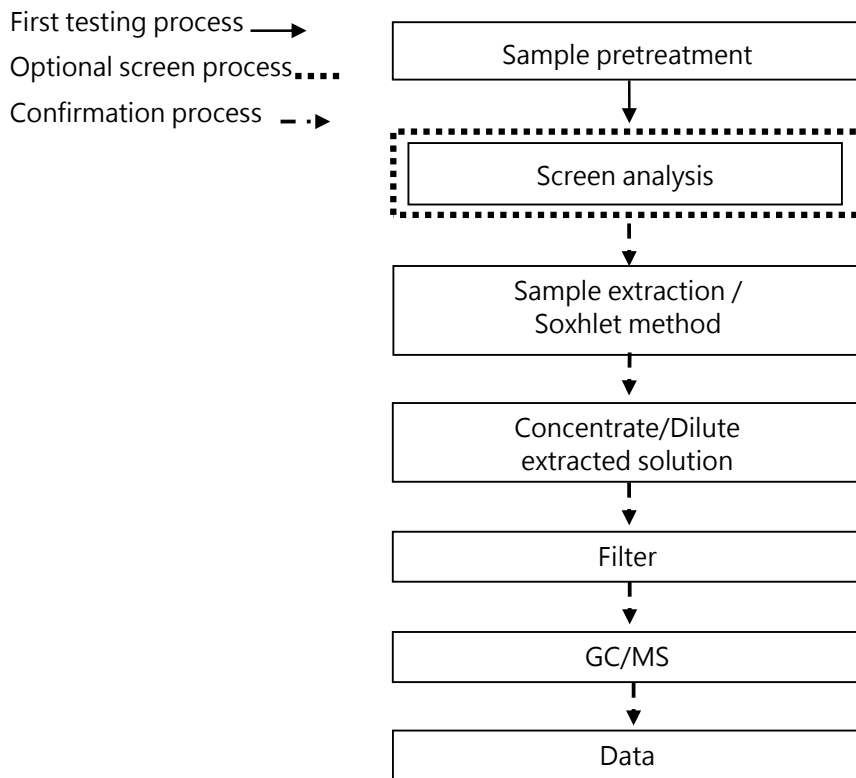 First testing process
Optional screen process
Confirmation process
Sample pretreatment
Screen analysis
Sample extraction /
Soxhlet method
Concentrate/Dilute
extracted solution
Filter
GC/MS
Data